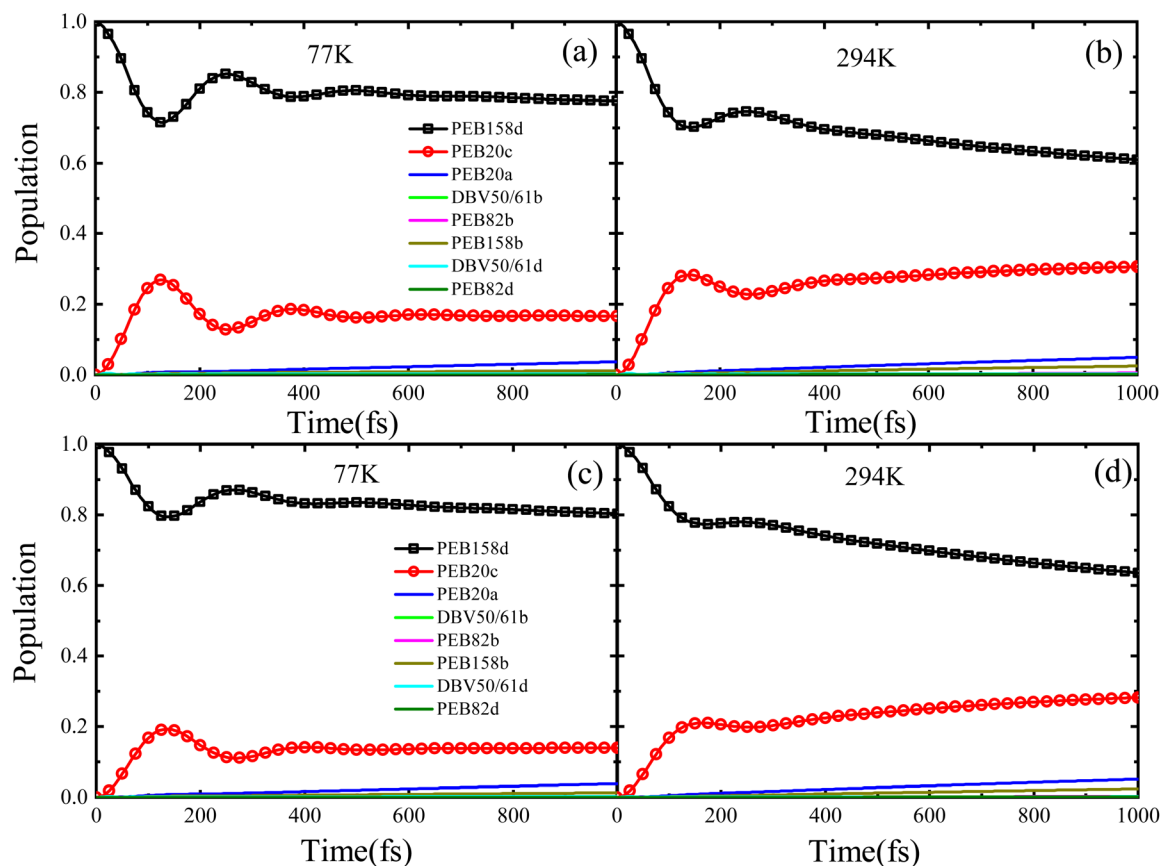 1.0
0.8
0.6
0.4
0.2
0.0
Population
77K
(a)
PEB158d
PEB20c
PEB20a
DBV50/61b
PEB82b
PEB158b
DBV50/61d
PEB82d
0 200 400 600 800
Time(fs)
294K
(b)
0 200 400 600 800 1000
Time(fs)
1.0
0.8
0.6
0.4
0.2
0.0
Population
77K
(c)
PEB158d
PEB20c
PEB20a
DBV50/61b
PEB82b
PEB158b
DBV50/61d
PEB82d
0 200 400 600 800
Time(fs)
294K
(d)
0 200 400 600 800 1000
Time(fs)